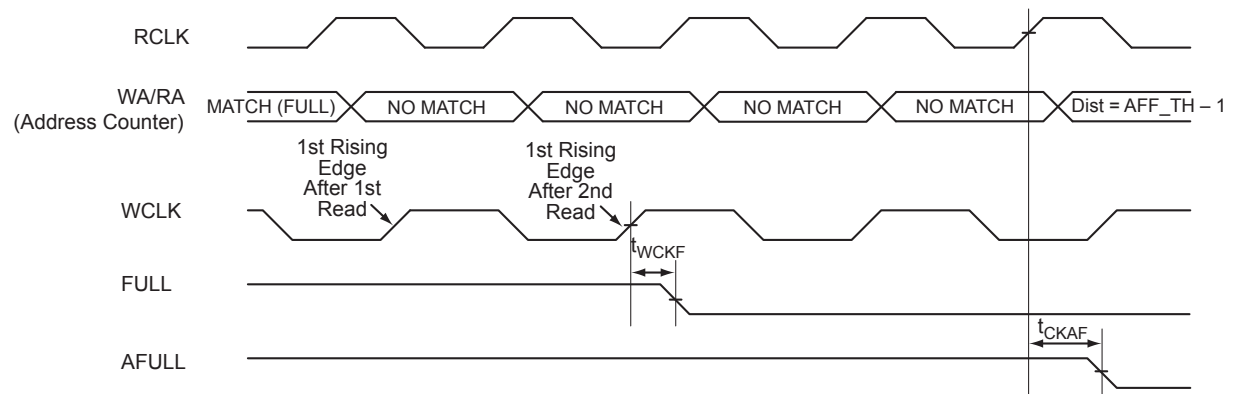 RCLK
WA/RA
(Address Counter)
MATCH (FULL)
NO MATCH
NO MATCH
NO MATCH
NO MATCH
Dist = AFF_TH – 1
1st Rising
Edge
After 1st
Read
1st Rising
Edge
After 2nd
Read
WCLK
tWCKF
FULL
tCKAF
AFULL